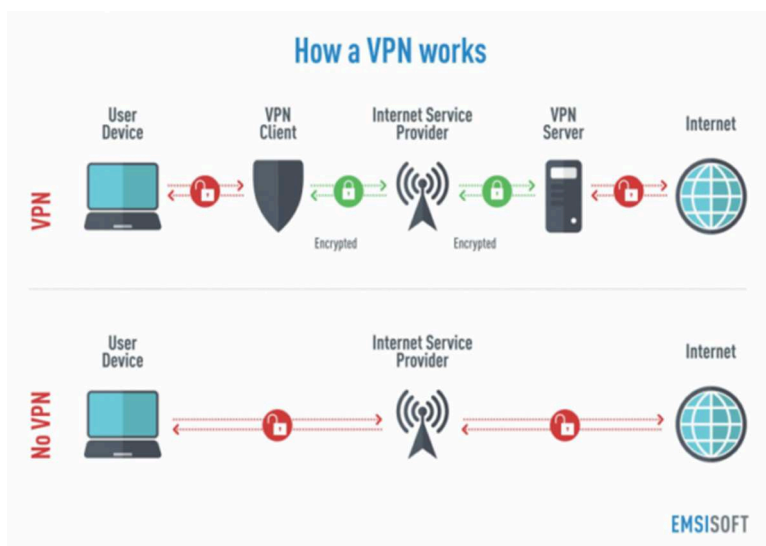 How a VPN works
User
Device
VPN
Client
Internet Service
Provider
VPN
Server
Internet
VPN
Encrypted
Encrypted
User
Device
Internet Service
Provider
Internet
No VPN
EMSISOFT